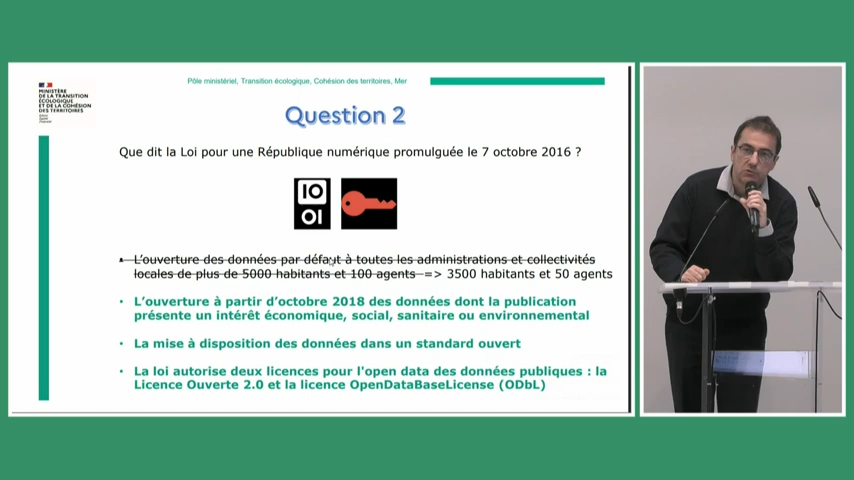 Pôle ministériel, Transition écologique, Cohésion des territoires, Mer
MINISTÈRE
DE LA TRANSITION
ÉCOLOGIQUE
ET DE LA COHÉSION
DES TERRITOIRES
Question 2
Que dit la Loi pour une République numérique promulguée le 7 octobre 2016 ?
IO
OI
• L'ouverture des données par défaut à toutes les administrations et collectivités
locales de plus de 5000 habitants et 100 agents => 3500 habitants et 50 agents
• L'ouverture à partir d'octobre 2018 des données dont la publication
présente un intérêt économique, social, sanitaire ou environnemental
• La mise à disposition des données dans un standard ouvert
• La loi autorise deux licences pour l'open data des données publiques : la
Licence Ouverte 2.0 et la licence OpenDataBaseLicense (ODbL)